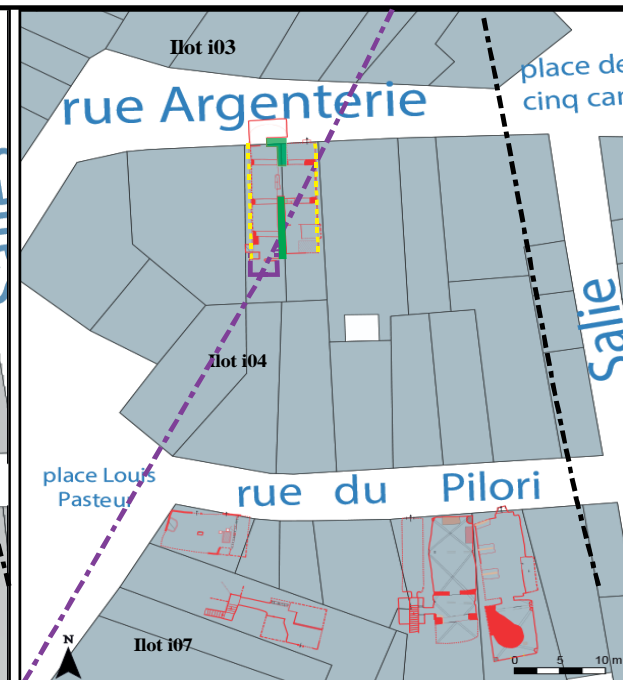 Ilot i03
place de
cinq car
rue Argenterie
Salie
Ilot i04
place Louis
Pasteur
rue du Pilori
Ilot i07
N
0 5 10 m